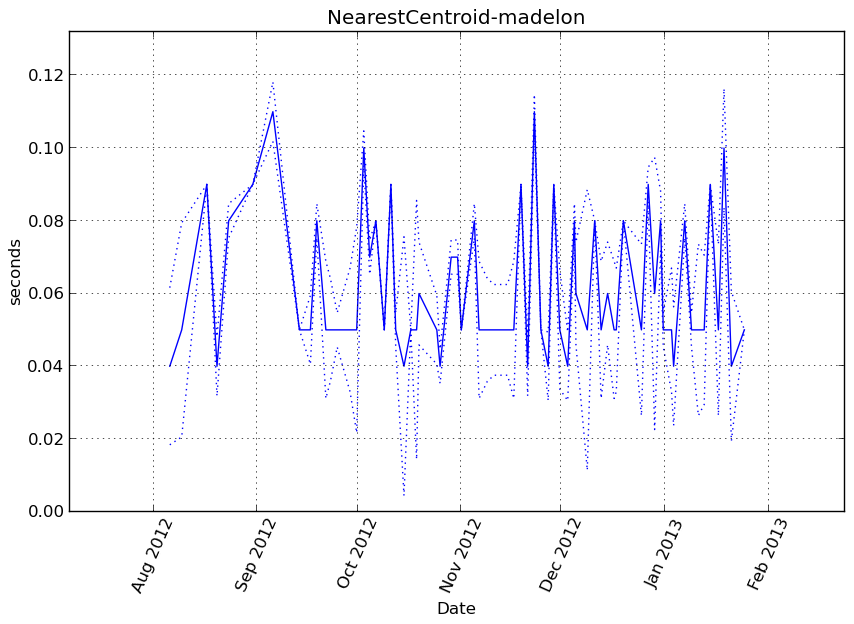 NearestCentroid-madelon
0.12
0.10
0.08
0.06
0.04
0.02
0.00
seconds
Aug 2012
Sep 2012
Oct 2012
Nov 2012
Dec 2012
Jan 2013
Feb 2013
Date